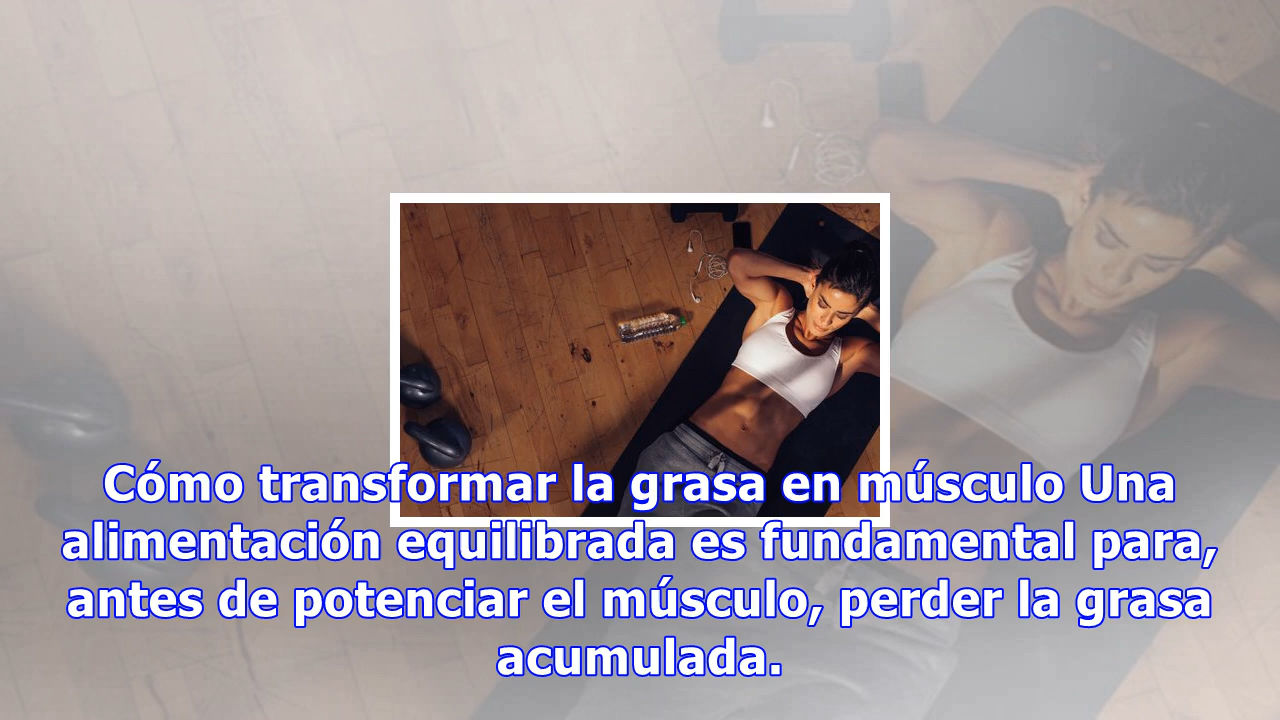 Cómo transformar la grasa en músculo Una
alimentación equilibrada es fundamental para,
antes de potenciar el músculo, perder la grasa
acumulada.